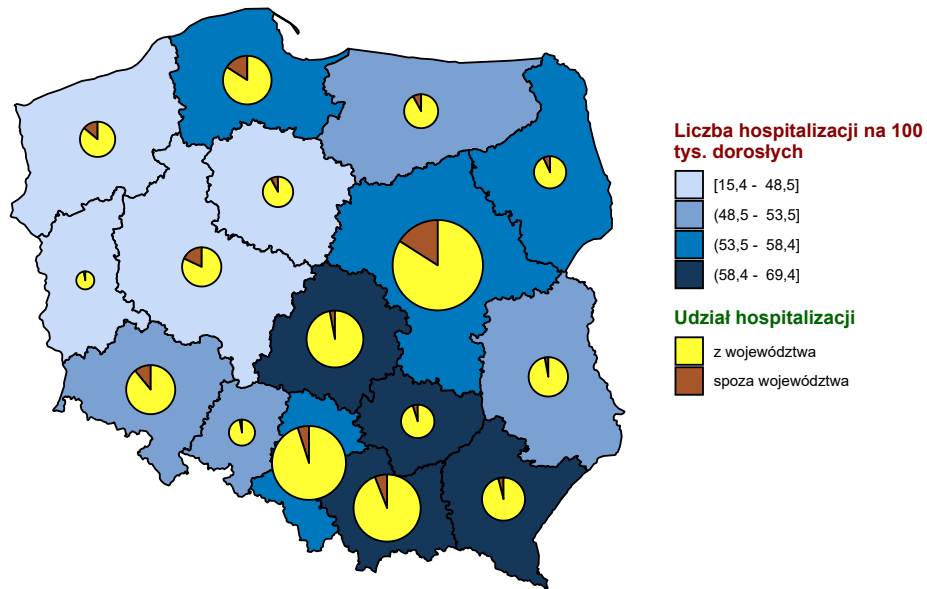 Liczba hospitalizacji na 100
tys. dorosłych
[15,4 - 48,5]
(48,5 - 53,5]
(53,5 - 58,4]
(58,4 - 69,4]
Udział hospitalizacji
z województwa
spoza województwa